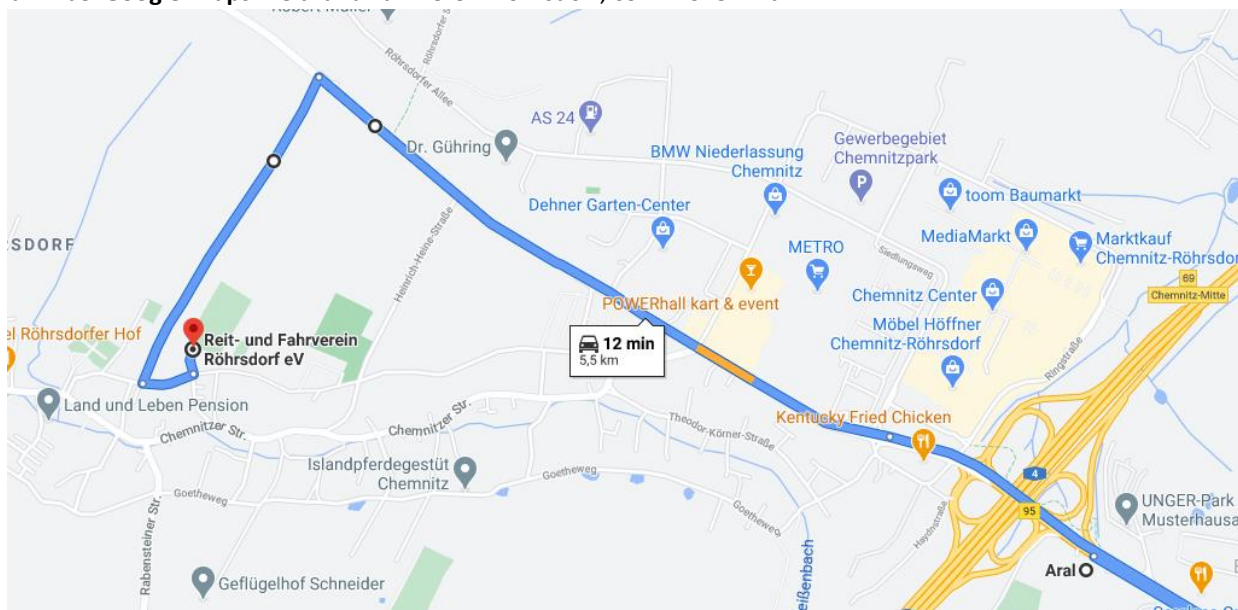 Robert Müller
Röhrsdorfer Allee
AS 24
Dr. Gühring
BMW Niederlassung
Chemnitz
Gewerbegebiet
Chemnitzpark
toom Baumarkt
Dehner Garten-Center
MediaMarkt
Marktkauf
Chemnitz-Röhrsdor
SDORF
Heinrich-Heine-Straße
METRO
Siedlungsweg
69
Chemnitz-Mitte
POWERhall kart & event
Chemnitz Center
Möbel Höffner
Chemnitz-Röhrsdorf
el Röhrsdorfer Hof
Reit- und Fahrverein
Röhrsdorf eV
12 min
5,5 km
Ringstraße
Land und Leben Pension
Chemnitzer Str.
Chemnitzer Str.
Theodor-Körner-Straße
Kentucky Fried Chicken
Islandpferdegestüt
Chemnitz
Goetheweg
Goetheweg
Goetheweg
Haydnstraße
4
95
UNGER-Park
Musterhausa
Rabensteiner Str.
Geflügelhof Schneider
eißenbach
Aral